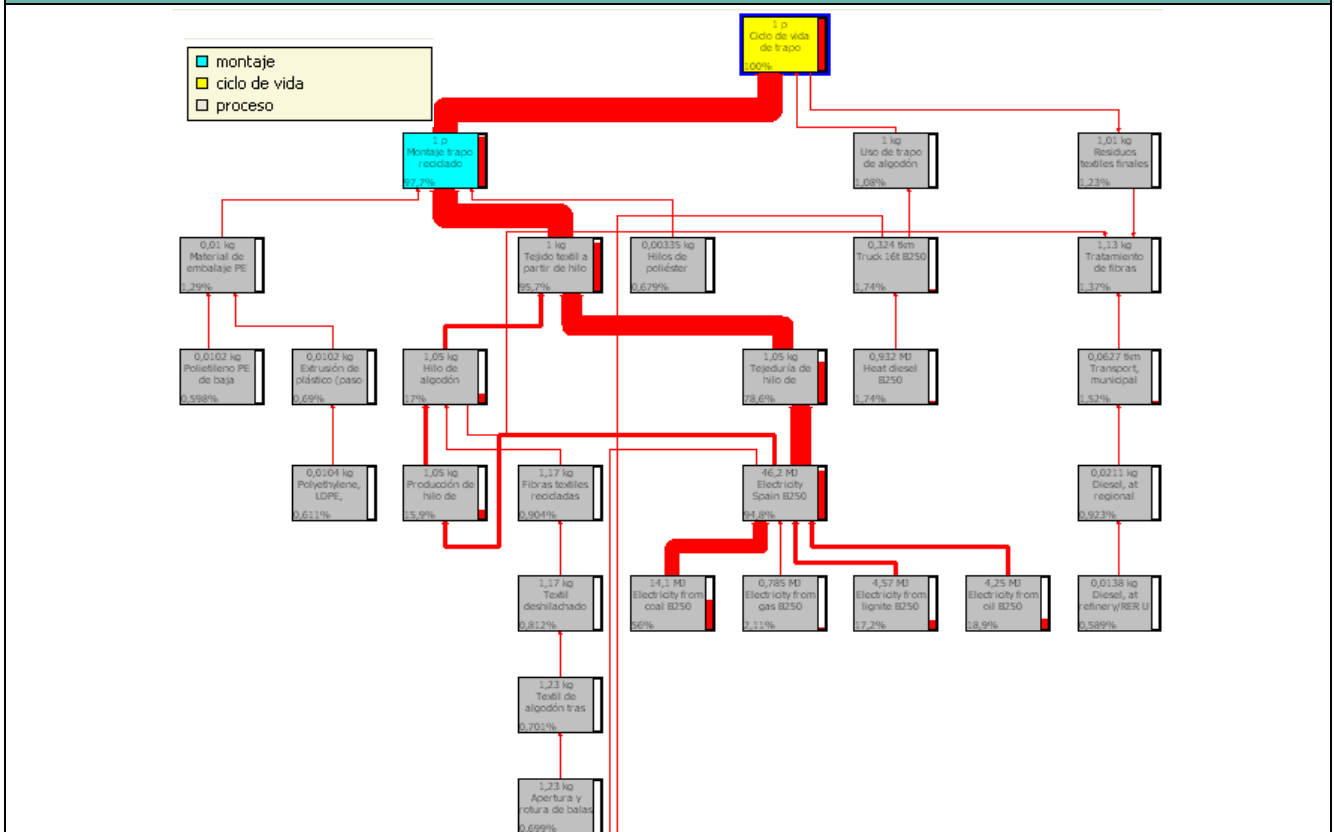 montaje
ciclo de vida
proceso
1 p
Ciclo de vida
de trapo
100%
1 p
Montaje trapo
reciclado
97,7%
1 kg
Uso de trapo
de algodón
1,08%
1,01 kg
Residuos
textiles finales
1,23%
0,01 kg
Material de
embalaje PE
1,29%
1 kg
Tejido textil a
partir de hilo
95,7%
0,00335 kg
Hilos de
poliéster
0,679%
0,324 tkm
Truck 16t B250
1,74%
1,13 kg
Tratamiento
de fibras
1,37%
0,0102 kg
Polietileno PE
de baja
0,598%
0,0102 kg
Extrusión de
plástico (paso
0,69%
1,05 kg
Hilo de
algodón
17%
1,05 kg
Tejeduría de
hilo de
78,6%
0,932 MJ
Heat diesel
B250
1,74%
0,0627 tkm
Transport,
municipal
1,52%
0,0104 kg
Polyethylene,
LDPE,
0,611%
1,05 kg
Producción de
hilo de
15,9%
1,17 kg
Fibras textiles
recicladas
0,904%
46,2 MJ
Electricity
Spain B250
94,8%
0,0211 kg
Diesel, at
regional
0,923%
1,17 kg
Textil
deshilachado
0,812%
14,1 MJ
Electricity from
coal B250
56%
0,785 MJ
Electricity from
gas B250
2,11%
4,57 MJ
Electricity from
lignite B250
17,2%
4,25 MJ
Electricity from
oil B250
18,9%
0,0138 kg
Diesel, at
refinery/RER U
0,589%
1,23 kg
Textil de
algodón tras
0,701%
1,23 kg
Apertura y
rotura de balas
0,699%